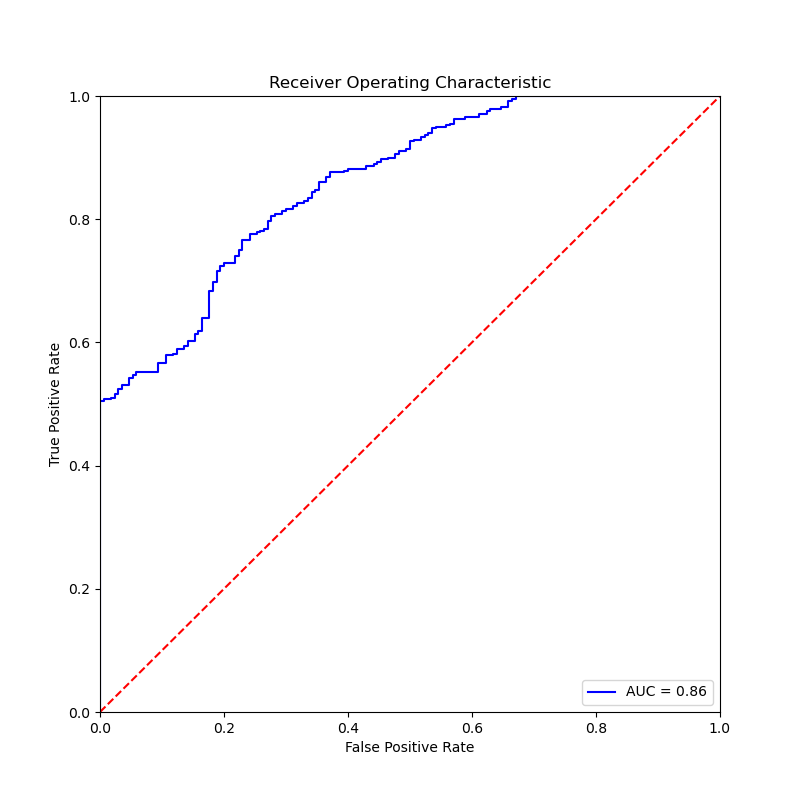 Receiver Operating Characteristic
1.0
0.8
0.6
0.4
0.2
0.0
True Positive Rate
AUC = 0.86
0.0 0.2 0.4 0.6 0.8 1.0
False Positive Rate